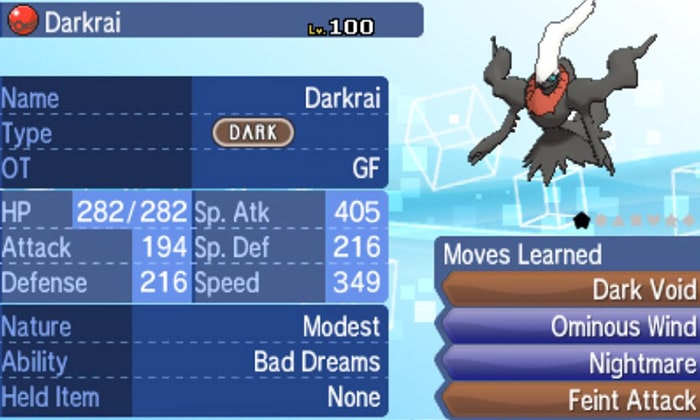 Darkrai Lv.100
Name Darkrai
Type DARK
OT GF
HP 282/282 Sp. Atk 405
Attack 194 Sp. Def 216
Defense 216 Speed 349
Nature Modest
Ability Bad Dreams
Held Item None
Moves Learned
Dark Void
Ominous Wind
Nightmare
Feint Attack